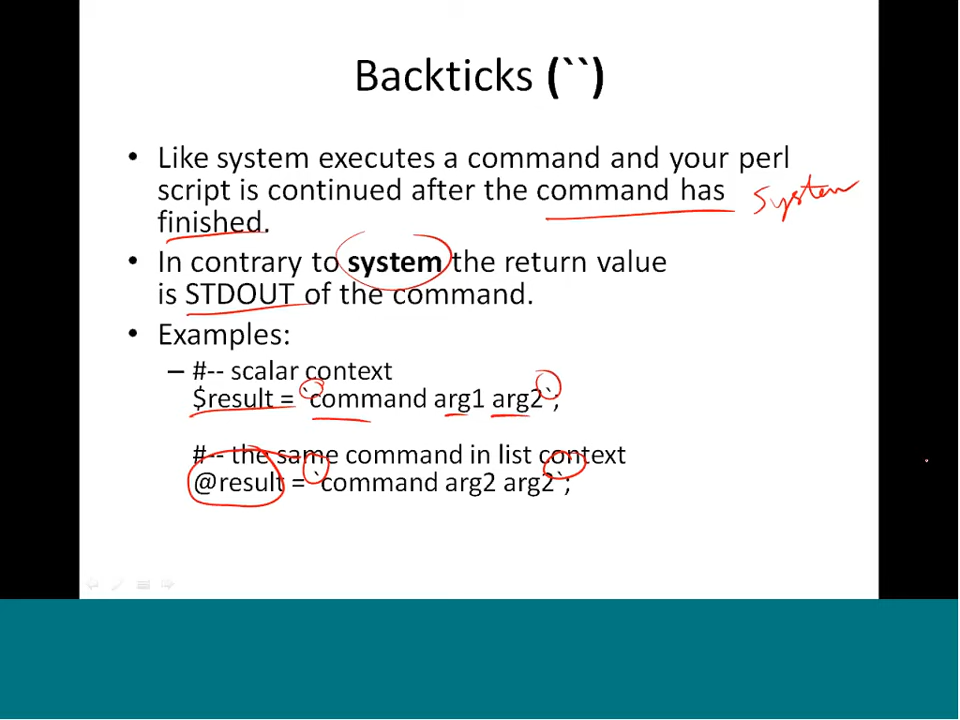 Backticks (``)
• Like system executes a command and your perl
script is continued after the command has
System
finished.
• In contrary to system the return value
is STDOUT of the command.
• Examples:
– #-- scalar context
$result = `command arg1 arg2`;
#-- the same command in list context
@result = `command arg2 arg2`;